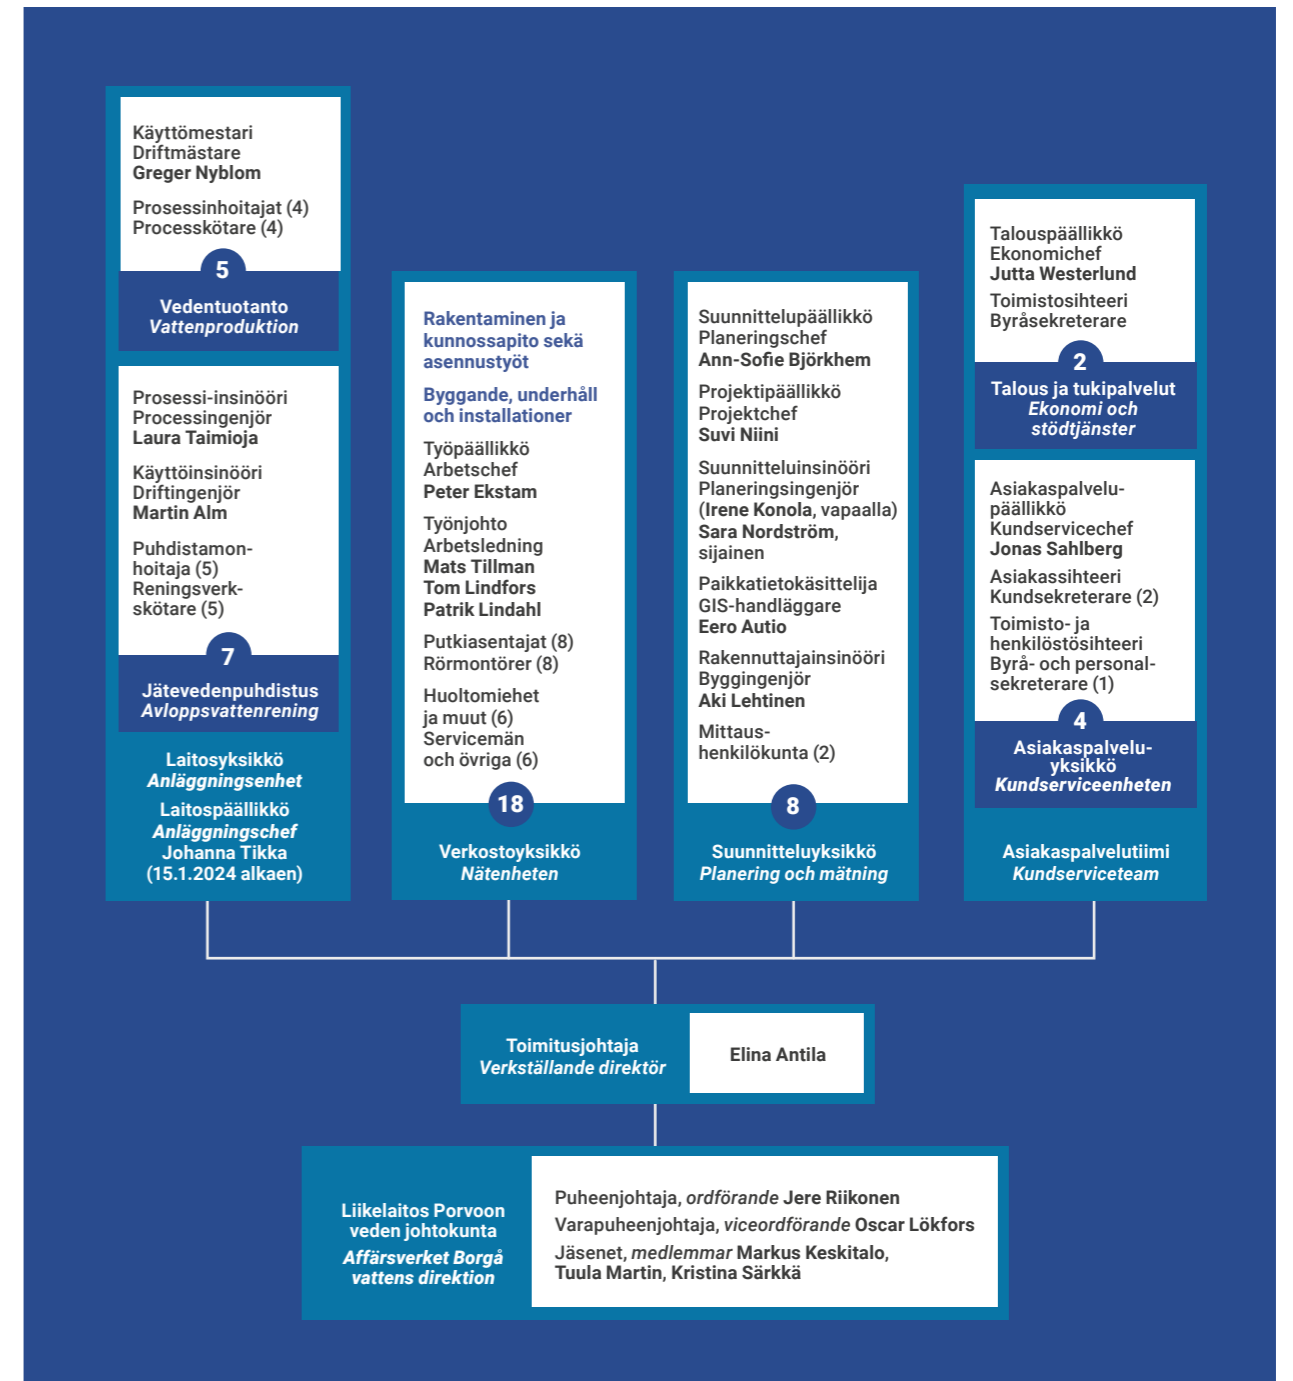 Käyttömestari
Driftmästare
Greger Nyblom
Prosessinhoitajat (4)
Processkötare (4)
5
Vedentuotanto
Vattenproduktion
Prosessi-insinööri
Processingenjör
Laura Taimioja
Käyttöinsinööri
Driftingenjör
Martin Alm
Puhdistamon-
hoitaja (5)
Reningsverk-
skötare (5)
7
Jätevedenpuhdistus
Avloppsvattenrening
Laitosyksikkö
Anläggningsenhet
Laitospäällikkö
Anläggningschef
Johanna Tikka
(15.1.2024 alkaen)
Rakentaminen ja
kunnossapito sekä
asennustyöt
Byggande, underhåll
och installationer
Työpäällikkö
Arbetschef
Peter Ekstam
Työnjohto
Arbetsledning
Mats Tillman
Tom Lindfors
Patrik Lindahl
Putkiasentajat (8)
Rörmontörer (8)
Huoltomiehet
ja muut (6)
Servicemän
och övriga (6)
18
Verkostoyksikkö
Nätenheten
Suunnittelupäällikkö
Planeringschef
Ann-Sofie Björkhem
Projektipäällikkö
Projektchef
Suvi Niini
Suunnitteluinsinööri
Planeringsingenjör
(Irene Konola, vapaalla)
Sara Nordström,
sijainen
Paikkatietokäsittelija
GIS-handläggare
Eero Autio
Rakennuttajainsinööri
Byggingenjör
Aki Lehtinen
Mittaus-
henkilökunta (2)
8
Suunnitteluyksikkö
Planering och mätning
Talouspäällikkö
Ekonomichef
Jutta Westerlund
Toimistosihteeri
Byråsekreterare
2
Talous ja tukipalvelut
Ekonomi och
stödtjänster
Asiakaspalvelu-
päällikkö
Kundservicechef
Jonas Sahlberg
Asiakassihteeri
Kundsekreterare (2)
Toimisto- ja
henkilöstösihteeri
Byrå- och personal-
sekreterare (1)
4
Asiakaspalvelu-
yksikkö
Kundserviceenheten
Asiakaspalvelutiimi
Kundserviceteam
Toimitusjohtaja
Verkställande direktör
Elina Antila
Liikelaitos Porvoon
veden johtokunta
Affärsverket Borgå
vattens direktion
Puheenjohtaja, ordförande Jere Riikonen
Varapuheenjohtaja, viceordförande Oscar Lökfors
Jäsenet, medlemmar Markus Keskitalo,
Tuula Martin, Kristina Särkkä